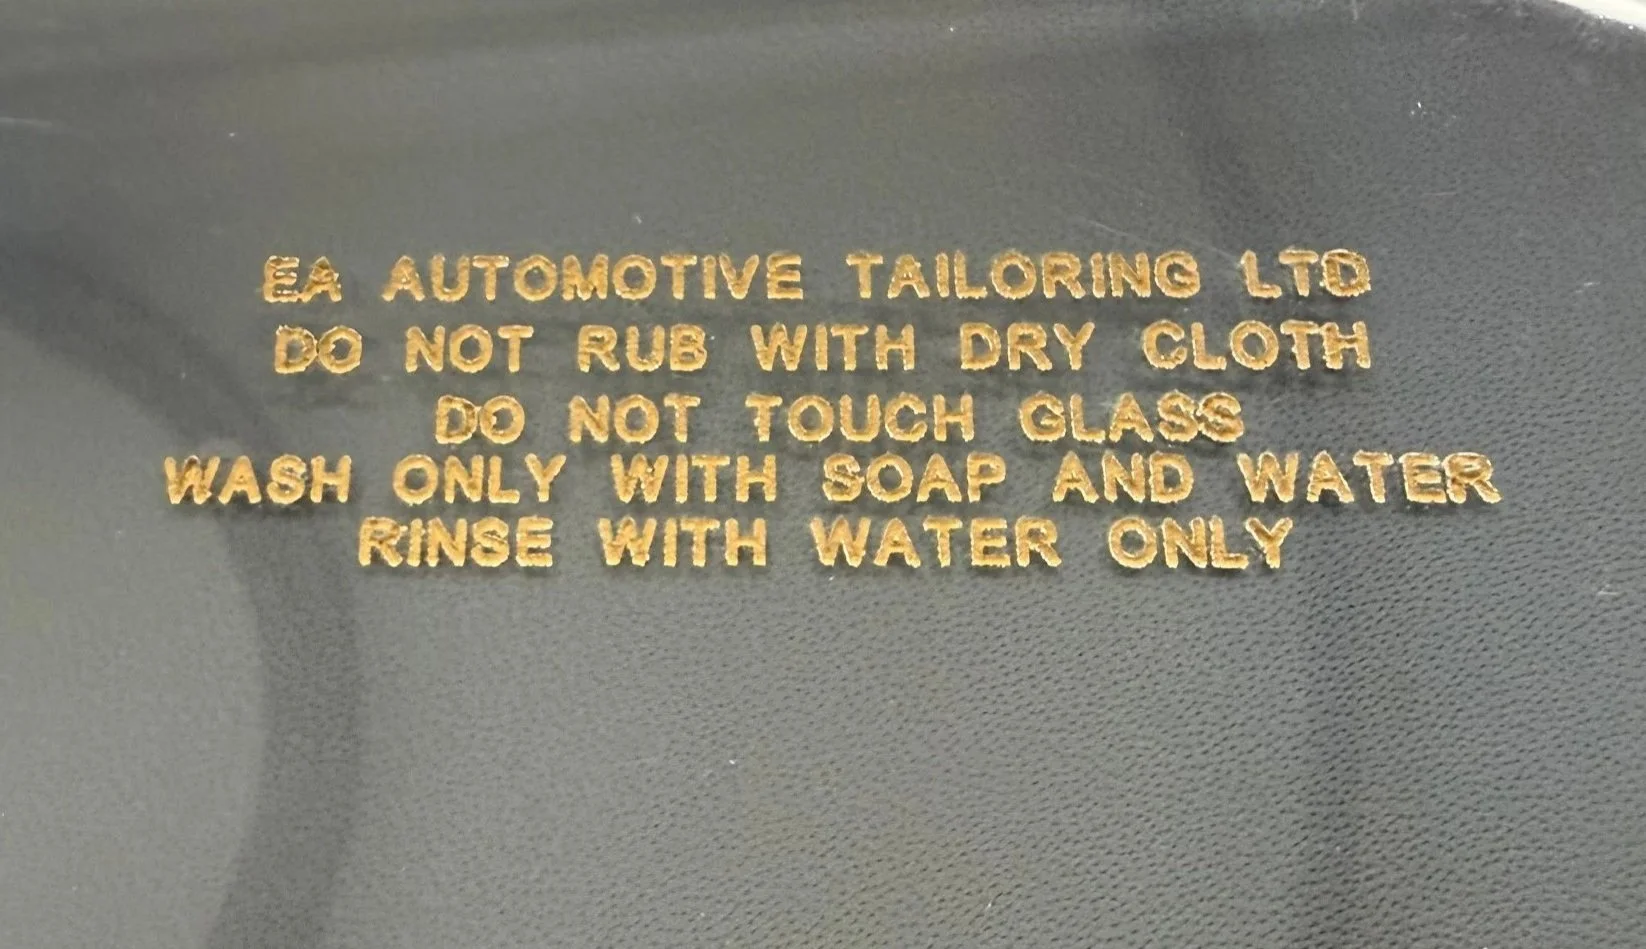 EA AUTOMOTIVE TAILORING LTD
DO NOT RUB WITH DRY CLOTH
DO NOT TOUCH GLASS
WASH ONLY WITH SOAP AND WATER
RINSE WITH WATER ONLY